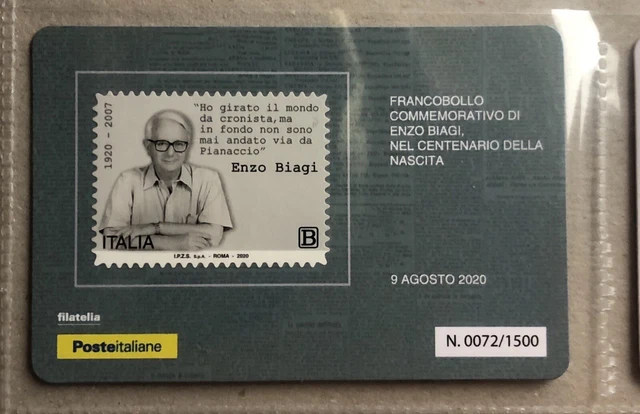 1920 - 2007
"Ho girato il mondo
da cronista,ma
in fondo non sono
mai andato via da
Pianaccio"
Enzo Biagi
ITALIA
B
I.P.Z.S. S.p.A. - ROMA - 2020
FRANCOBOLLO
COMMEMORATIVO DI
ENZO BIAGI,
NEL CENTENARIO DELLA
NASCITA
9 AGOSTO 2020
filatelia
Posteitaliane
N. 0072/1500